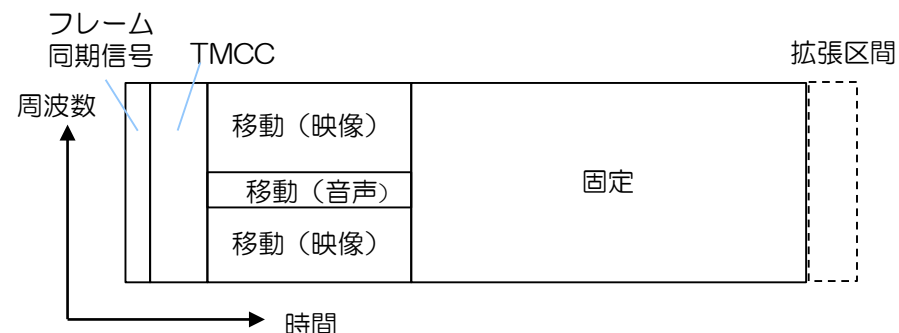 フレーム
同期信号
TMCC
拡張区間
周波数
移動（映像）
移動（音声）
固定
移動（映像）
時間